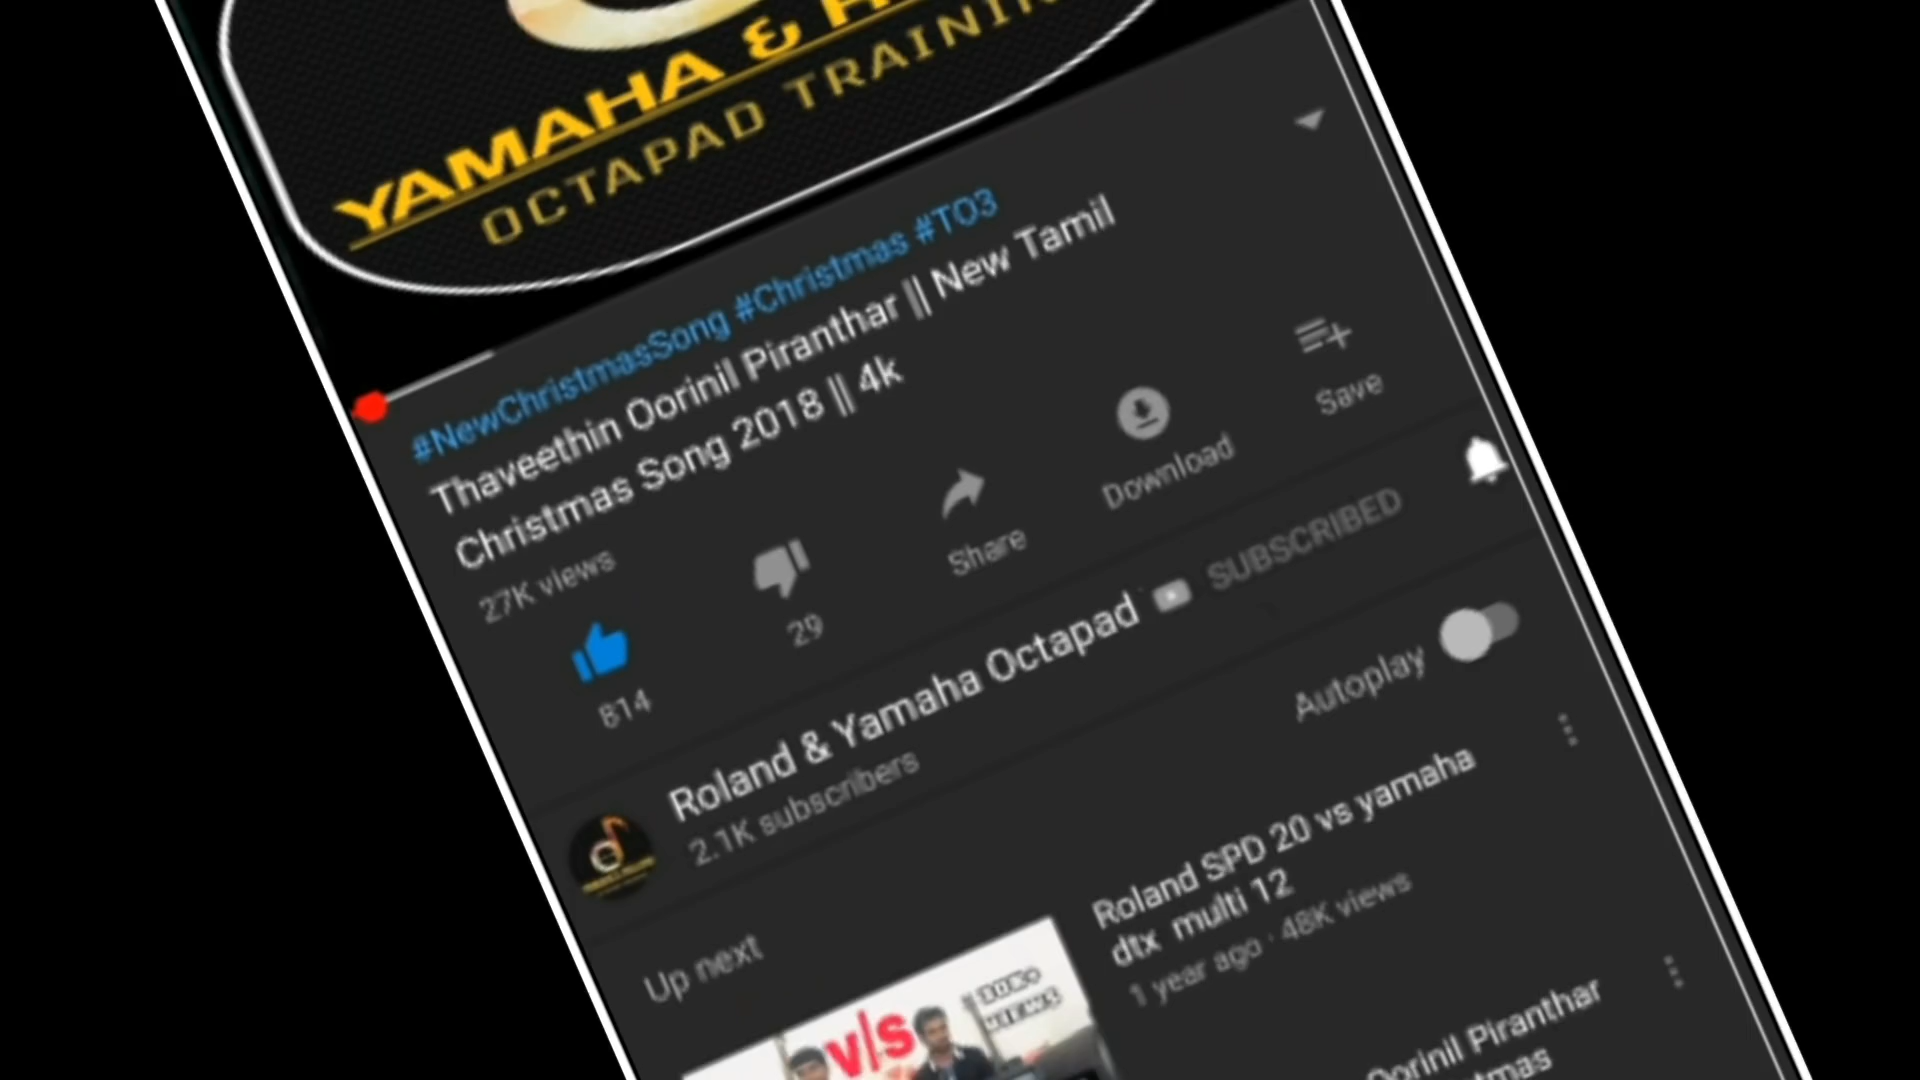 YAMAHA &
OCTAPAD
#NewChristmasSong #Christmas #TO3
Thaveethin Oorinil Piranthar || New Tamil
Christmas Song 2018 || 4k
27K views
814
29
Share
Download
Save
Roland & Yamaha Octapad
SUBSCRIBED
2.1K subscribers
Autoplay
Up next
Roland SPD 20 vs yamaha
dtx multi 12
1 year ago · 48K views
v/s
Oorinil Piranthar